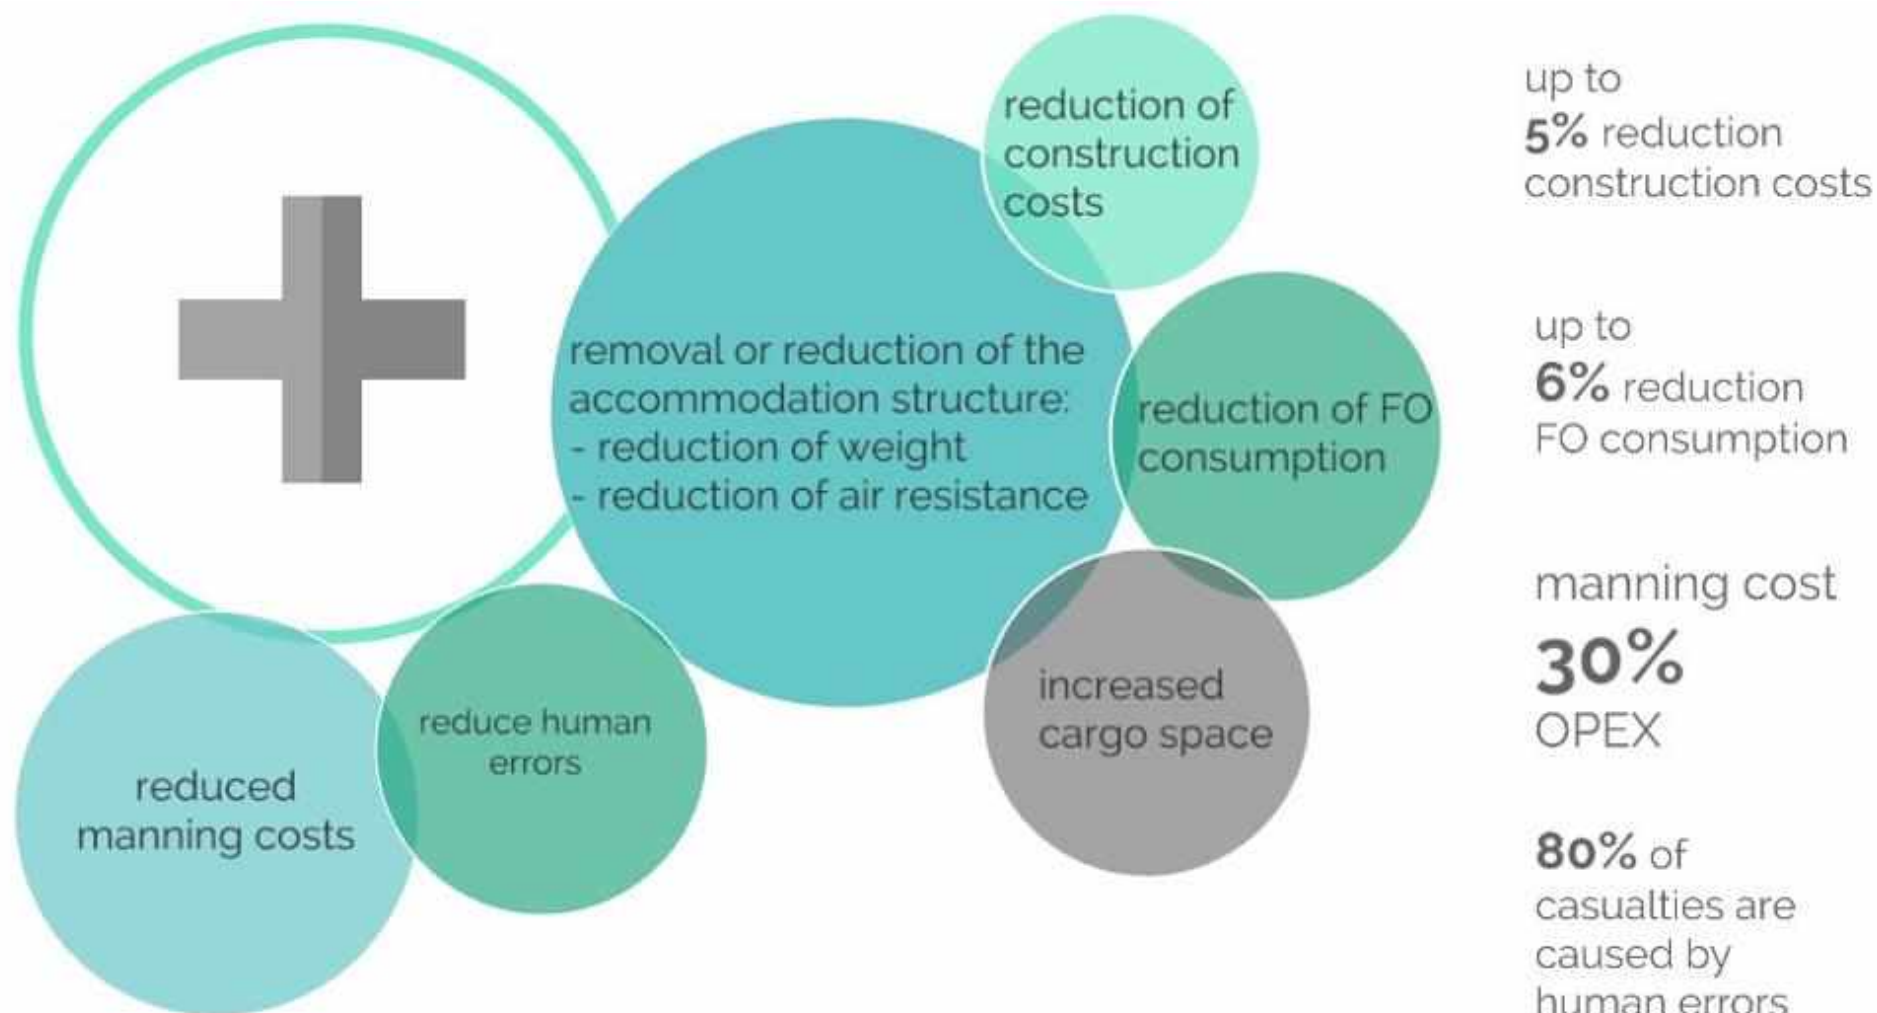 reduction of
construction
costs
removal or reduction of the
accommodation structure:
- reduction of weight
- reduction of air resistance
reduction of FO
consumption
increased
cargo space
reduce human
errors
reduced
manning costs
up to
5% reduction
construction costs
up to
6% reduction
FO consumption
manning cost
30%
OPEX
80% of
casualties are
caused by
human errors